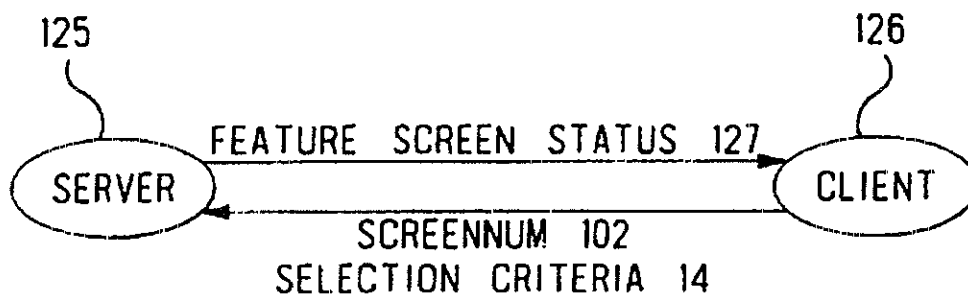 125
126
FEATURE SCREEN STATUS 127
SERVER
CLIENT
SCREENNUM 102
SELECTION CRITERIA 14